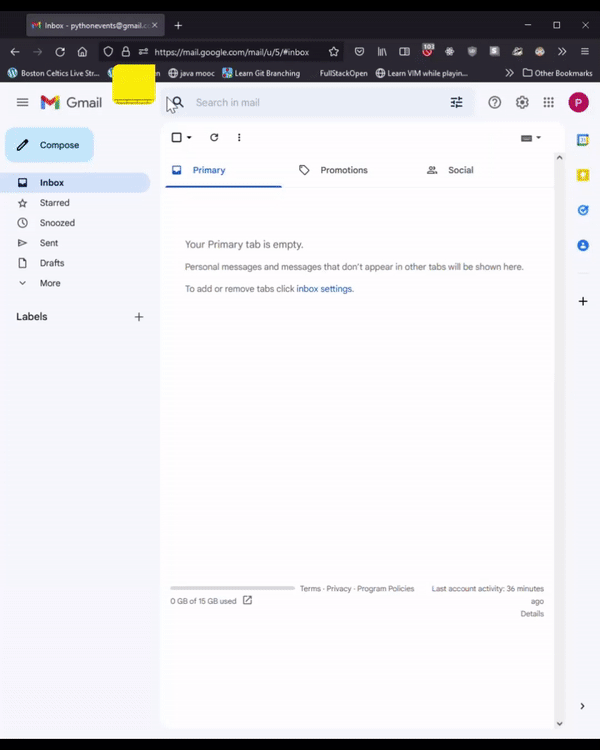 Inbox - pythonevents@gmail.c
https://mail.google.com/mail/u/5/#inbox
103
Boston Celtics Live Str...
java mooc
Learn Git Branching
FullStackOpen
Learn VIM while playin...
Other Bookmarks
Gmail
Search in mail
P
Compose
Inbox
Starred
Snoozed
Sent
Drafts
More
Labels
Primary
Promotions
Social
Your Primary tab is empty.
Personal messages and messages that don't appear in other tabs will be shown here.
To add or remove tabs click inbox settings.
0 GB of 15 GB used
Terms · Privacy · Program Policies
Last account activity: 36 minutes
ago
Details